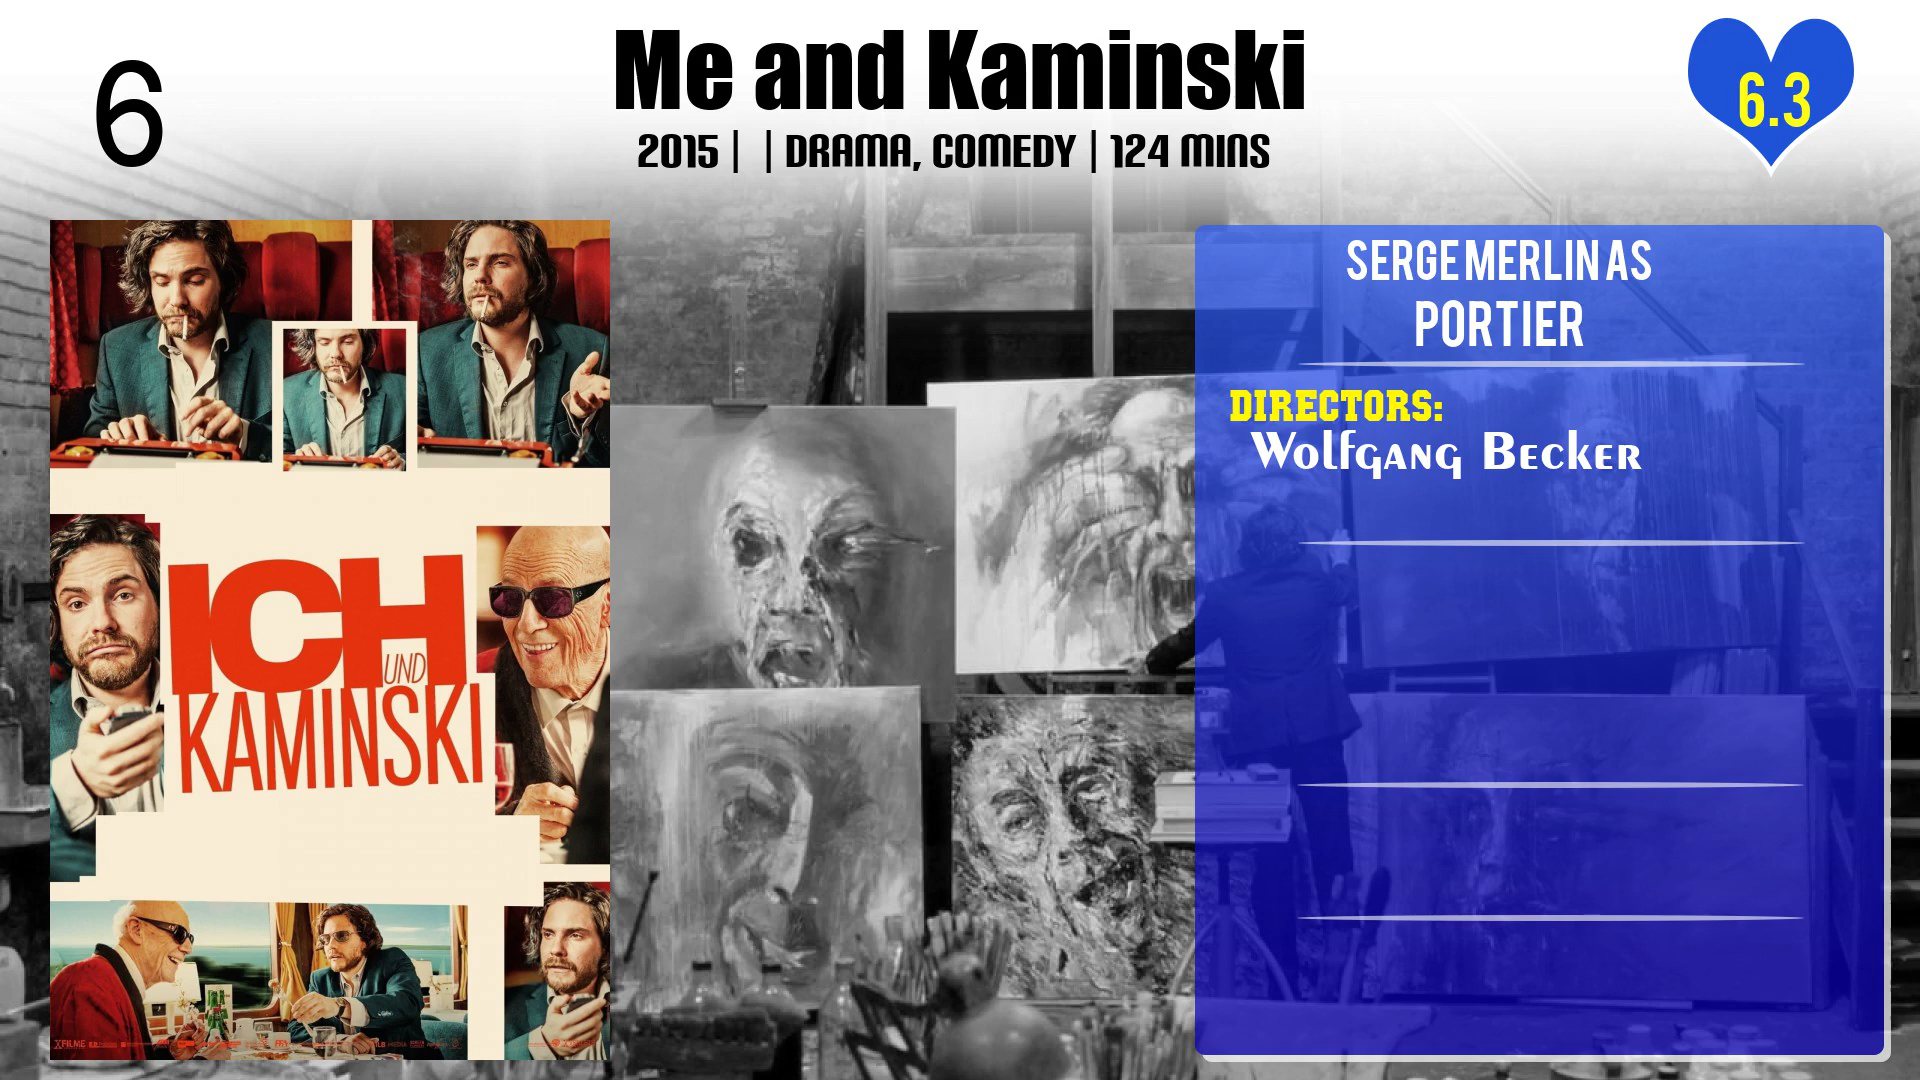 6
Me and Kaminski
6.3
2015 | | DRAMA, COMEDY | 124 MINS
SERGE MERLIN AS
PORTIER
DIRECTORS:
Wolfgang Becker
ICH
UND
KAMINSKI
XFILME